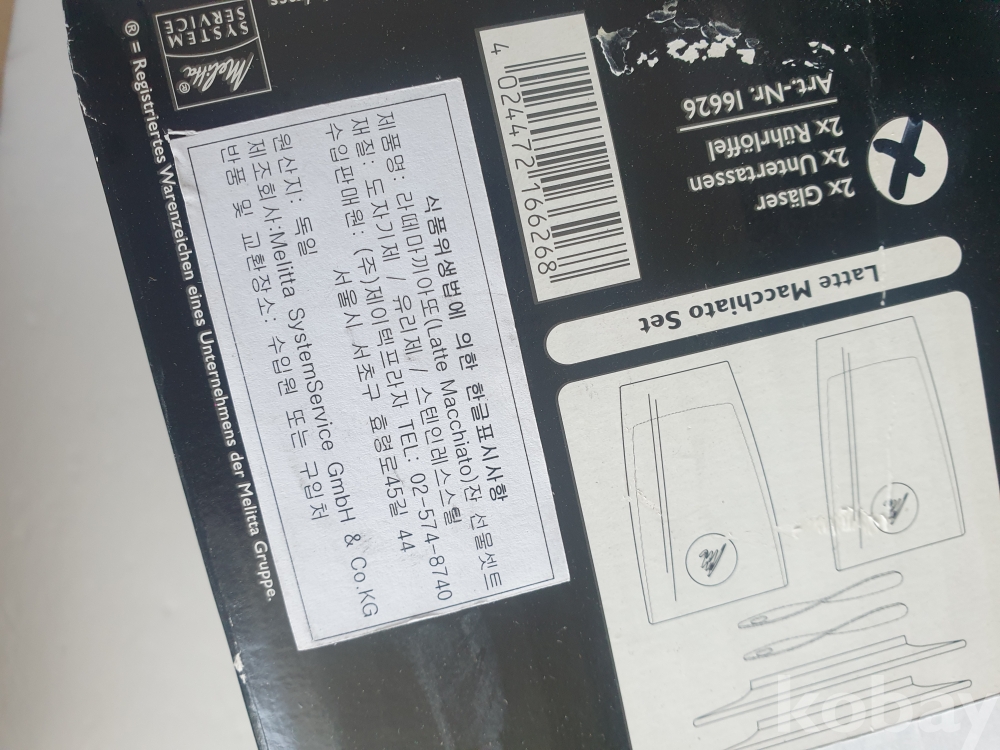 Latte Macchiato Set
2x Gläser
2x Untertassen
2x Rührlöffel
Art.-Nr. 16626
4 024472 166268
식품위생법에 의한 한글표시사항
제품명: 라떼마끼아또(Latte Macchiato)잔 선물셋트
재질: 도자기제 / 유리제 / 스텐인레스스틸
수입판매원: (주)제이텍프라자 TEL: 02-574-8740
서울시 서초구 효령로45길 44
원산지: 독일
제조회사:Melitta SystemService GmbH & Co.KG
반품 및 교환장소: 수입원 또는 구입처
Melitta®
SYSTEM
SERVICE
® = Registriertes Warenzeichen eines Unternehmens der Melitta Gruppe.
kobay